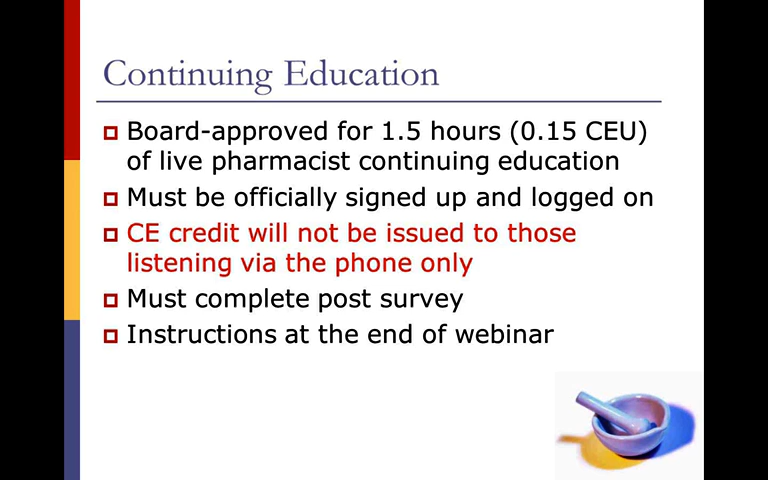 Continuing Education
Board-approved for 1.5 hours (0.15 CEU)
of live pharmacist continuing education
Must be officially signed up and logged on
CE credit will not be issued to those
listening via the phone only
Must complete post survey
Instructions at the end of webinar